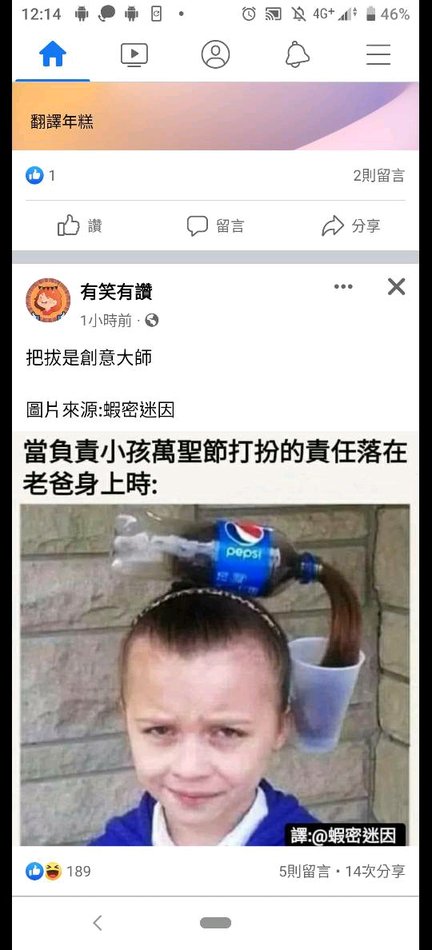 12:14
4G+
46%
翻譯年糕
1
2則留言
讚
留言
分享
有笑有讚
1小時前
把拔是創意大師
圖片來源:蝦密迷因
當負責小孩萬聖節打扮的責任落在
老爸身上時:
pepsi
譯:@蝦密迷因
189
5則留言・14次分享